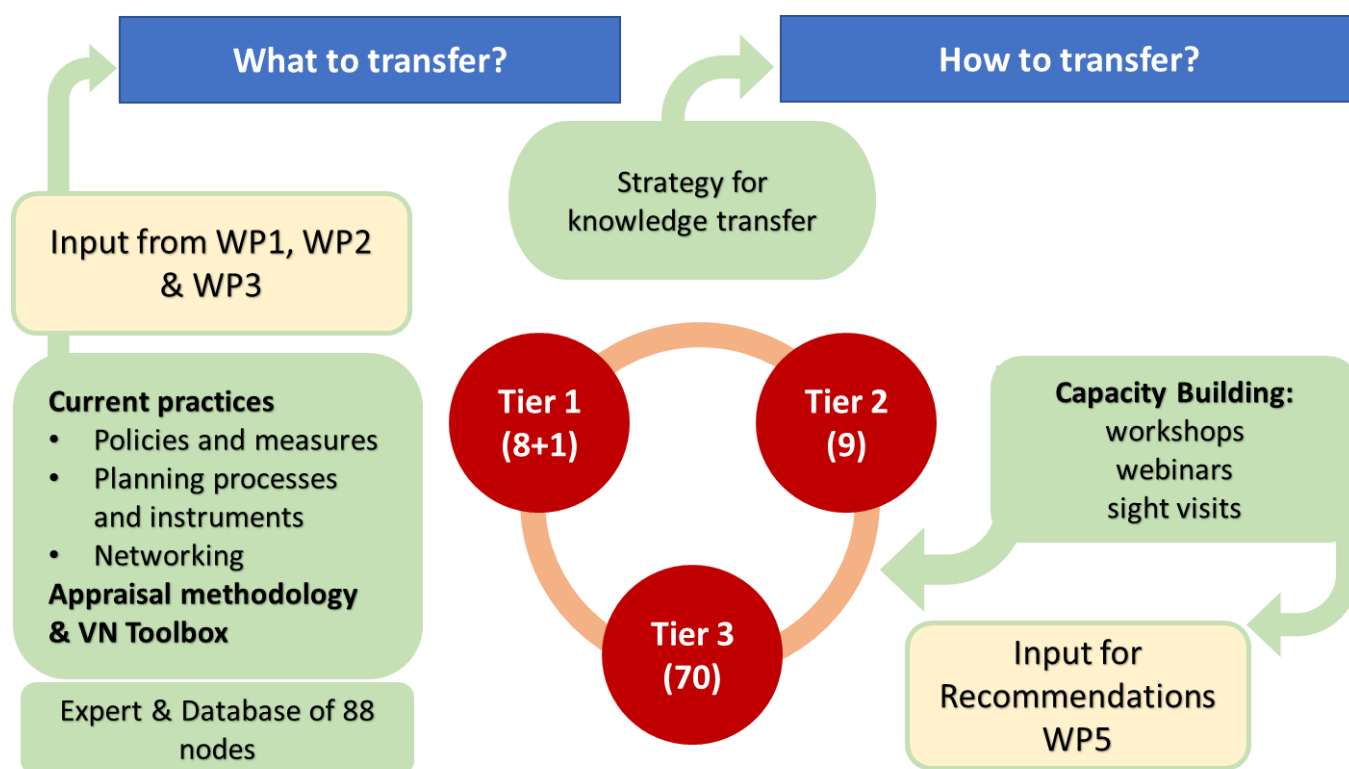 What to transfer?
How to transfer?
Strategy for
knowledge transfer
Input from WP1, WP2
& WP3
Current practices
• Policies and measures
• Planning processes
and instruments
• Networking
Appraisal methodology
& VN Toolbox
Expert & Database of 88
nodes
Tier 1
(8+1)
Tier 2
(9)
Tier 3
(70)
Capacity Building:
workshops
webinars
sight visits
Input for
Recommendations
WP5